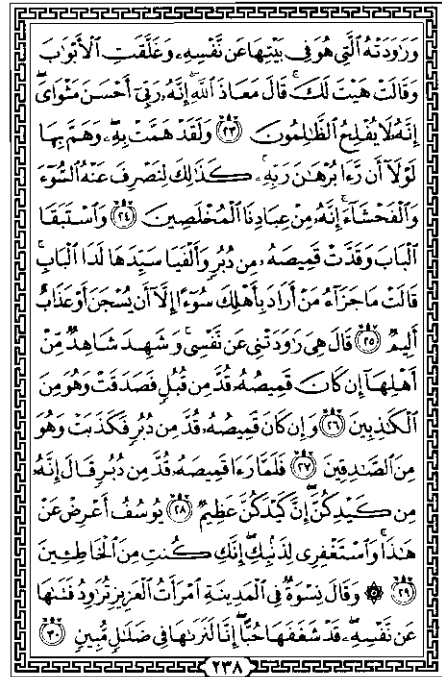 وَرَٰوَدَتْهُ ٱلَّتِى هُوَ فِى بَيْتِهَا عَن نَّفْسِهِۦ وَغَلَّقَتِ ٱلْأَبْوَٰبَ
وَقَالَتْ هَيْتَ لَكَ ۚ قَالَ مَعَاذَ ٱللَّهِ ۖ إِنَّهُۥ رَبِّىٓ أَحْسَنَ مَثْوَاىَ ۖ
إِنَّهُۥ لَا يُفْلِحُ ٱلظَّٰلِمُونَ ٢٣ وَلَقَدْ هَمَّتْ بِهِۦ ۖ وَهَمَّ بِهَا
لَوْلَآ أَن رَّءَا بُرْهَٰنَ رَبِّهِۦ ۚ كَذَٰلِكَ لِنَصْرِفَ عَنْهُ ٱلسُّوٓءَ
وَٱلْفَحْشَآءَ ۚ إِنَّهُۥ مِنْ عِبَادِنَا ٱلْمُخْلَصِينَ ٢٤ وَٱسْتَبَقَا
ٱلْبَابَ وَقَدَّتْ قَمِيصَهُۥ مِن دُبُرٍ وَأَلْفَيَا سَيِّدَهَا لَدَا ٱلْبَابِ ۚ
قَالَتْ مَا جَزَآءُ مَنْ أَرَادَ بِأَهْلِكَ سُوٓءًا إِلَّآ أَن يُسْجَنَ أَوْ عَذَابٌ
أَلِيمٌ ٢٥ قَالَ هِىَ رَٰوَدَتْنِى عَن نَّفْسِى ۚ وَشَهِدَ شَاهِدٌ مِّنْ
أَهْلِهَآ إِن كَانَ قَمِيصُهُۥ قُدَّ مِن قُبُلٍ فَصَدَقَتْ وَهُوَ مِنَ
ٱلْكَٰذِبِينَ ٢٦ وَإِن كَانَ قَمِيصُهُۥ قُدَّ مِن دُبُرٍ فَكَذَبَتْ وَهُوَ
مِنَ ٱلصَّٰدِقِينَ ٢٧ فَلَمَّا رَءَا قَمِيصَهُۥ قُدَّ مِن دُبُرٍ قَالَ إِنَّهُۥ
مِن كَيْدِكُنَّ ۖ إِنَّ كَيْدَكُنَّ عَظِيمٌ ٢٨ يُوسُفُ أَعْرِضْ عَنْ
هَٰذَا ۚ وَٱسْتَغْفِرِى لِذَنۢبِكِ ۖ إِنَّكِ كُنتِ مِنَ ٱلْخَاطِـِٔينَ
٢٩ ۞ وَقَالَ نِسْوَةٌ فِى ٱلْمَدِينَةِ ٱمْرَأَتُ ٱلْعَزِيزِ تُرَٰوِدُ فَتَىٰهَا
عَن نَّفْسِهِۦ ۖ قَدْ شَغَفَهَا حُبًّا ۖ إِنَّا لَنَرَىٰهَا فِى ضَلَٰلٍ مُّبِينٍ ٣٠
٢٣٨